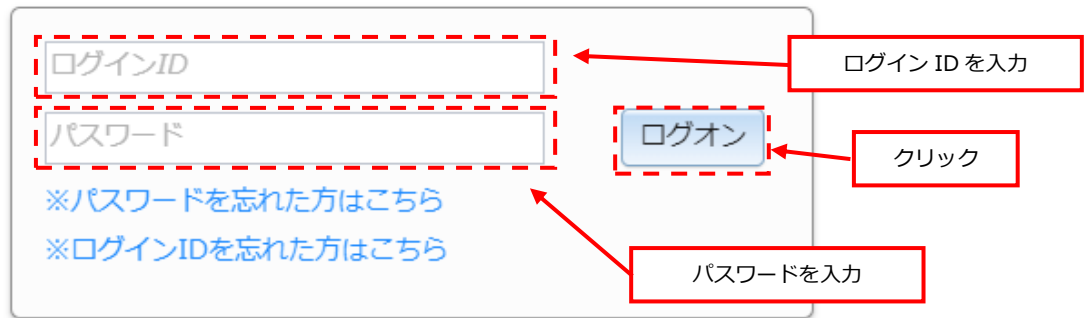 ログインID
ログイン ID を入力
パスワード
ログオン
クリック
※パスワードを忘れた方はこちら
※ログインIDを忘れた方はこちら
パスワードを入力